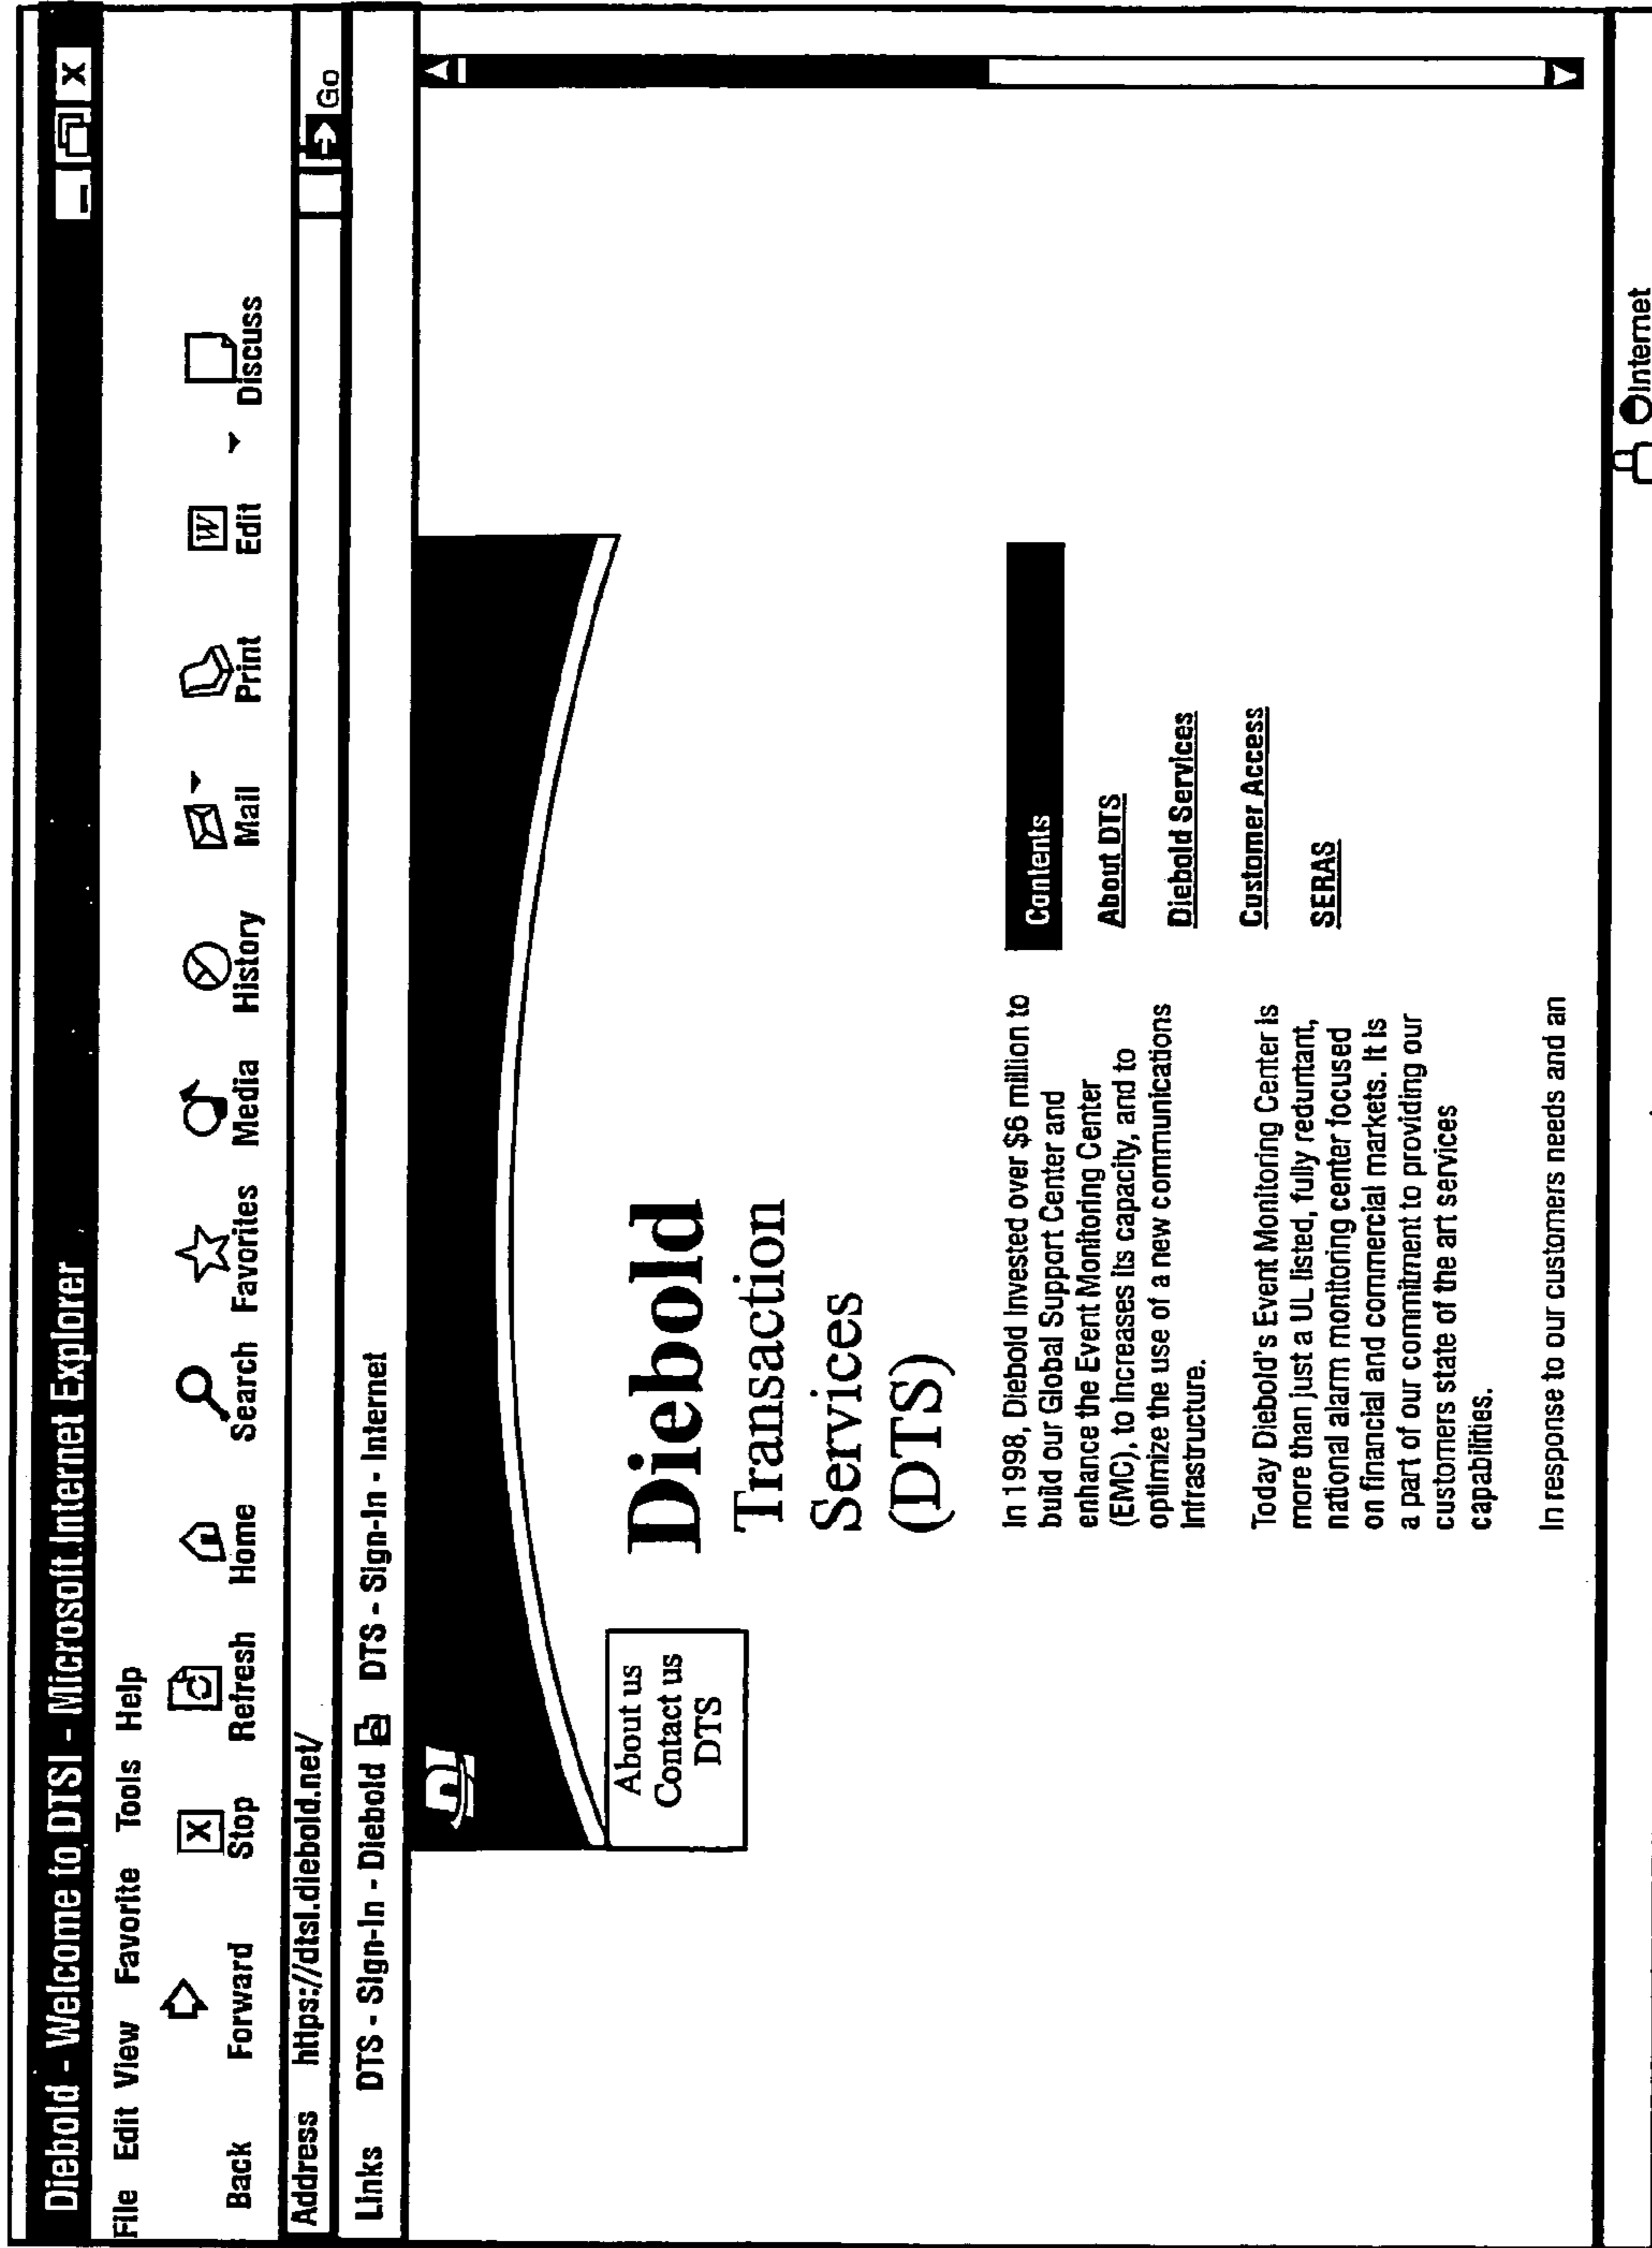 Diebold - Welcome to DTSI - Microsoft Internet Explorer
X
File Edit View Favorite Tools Help
Back Forward Stop Refresh Home Search Favorites Media History Mail Print Edit Discuss
Address https://dtsl.diebold.net/ Go
Links DTS - Sign-In - Diebold DTS - Sign-In - Internet
About us
Contact us
DTS
Diebold
Transaction
Services
(DTS)
In 1998, Diebold Invested over $6 million to
build our Global Support Center and
enhance the Event Monitoring Center
(EMC), to increases its capacity, and to
optimize the use of a new communications
Infrastructure.
Today Diebold's Event Monitoring Center is
more than just a UL listed, fully reduntant,
national alarm monitoring center focused
on financial and commercial markets. It is
a part of our commitment to providing our
customers state of the art services
capabilities.
In response to our customers needs and an
Contents
About DTS
Diebold Services
Customer Access
SERAS
Internet